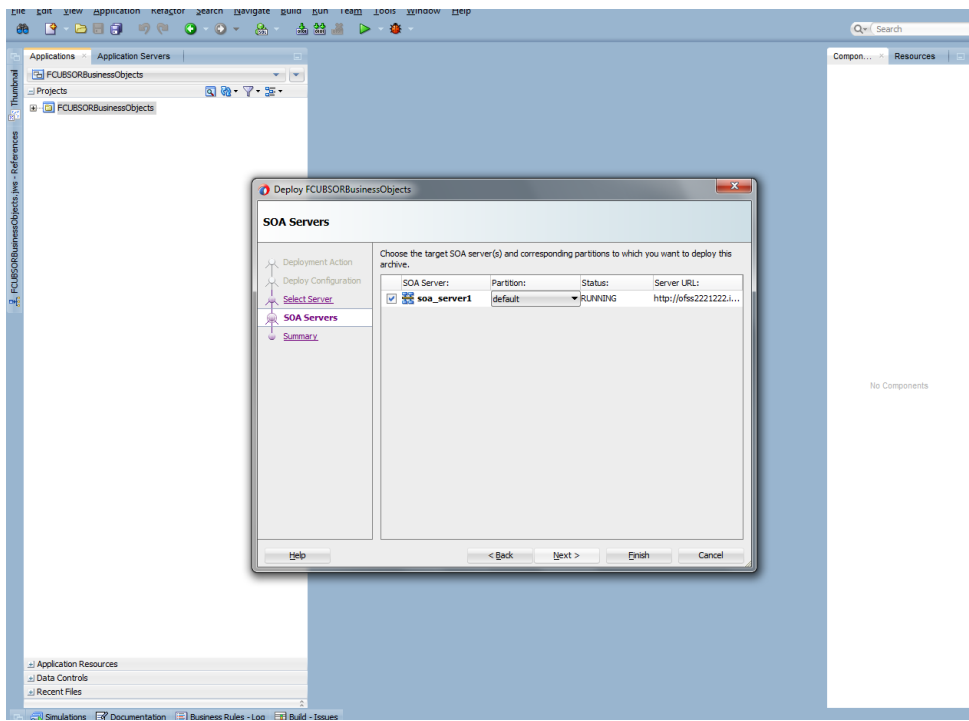 File Edit View Application Refactor Search Navigate Build Run Team Tools Window Help
Search
Applications Application Servers
Compon... Resources
FCUBSORBusinessObjects
Projects
FCUBSORBusinessObjects
Thumbnail
FCUBSORBusinessObjects.jws - References
Deploy FCUBSORBusinessObjects
SOA Servers
Deployment Action
Deploy Configuration
Select Server
SOA Servers
Summary
Choose the target SOA server(s) and corresponding partitions to which you want to deploy this
archive.
SOA Server: Partition: Status: Server URL:
soa_server1 default RUNNING http://ofss2221222.i...
No Components
Help < Back Next > Finish Cancel
Application Resources
Data Controls
Recent Files
Simulations Documentation Business Rules - Log Build - Issues